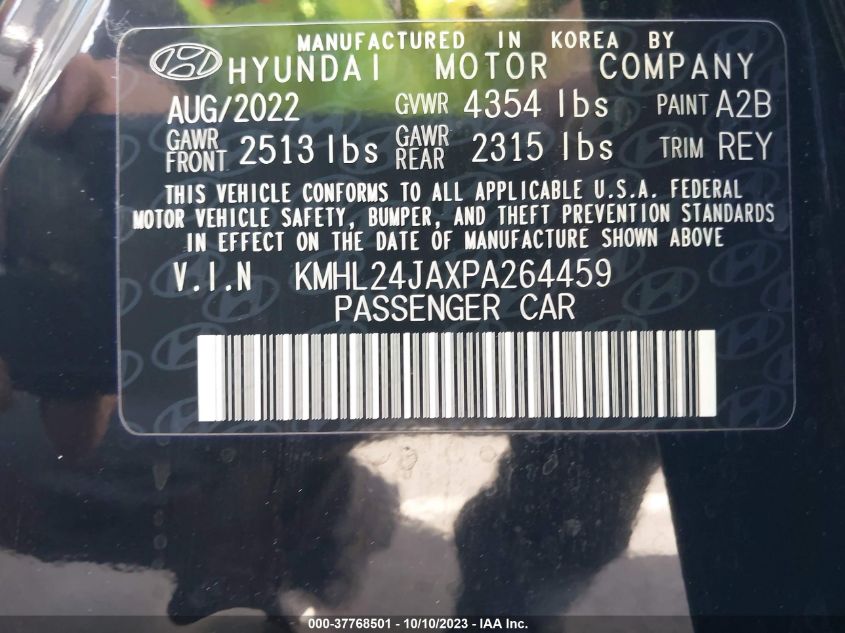 MANUFACTURED IN KOREA BY
HYUNDAI MOTOR COMPANY
AUG/2022 GVWR 4354 lbs PAINT A2B
GAWR FRONT 2513 lbs GAWR REAR 2315 lbs TRIM REY
THIS VEHICLE CONFORMS TO ALL APPLICABLE U.S.A. FEDERAL
MOTOR VEHICLE SAFETY, BUMPER, AND THEFT PREVENTION STANDARDS
IN EFFECT ON THE DATE OF MANUFACTURE SHOWN ABOVE
V.I.N KMHL24JAXPA264459
PASSENGER CAR
000-37768501 - 10/10/2023 - IAA Inc.